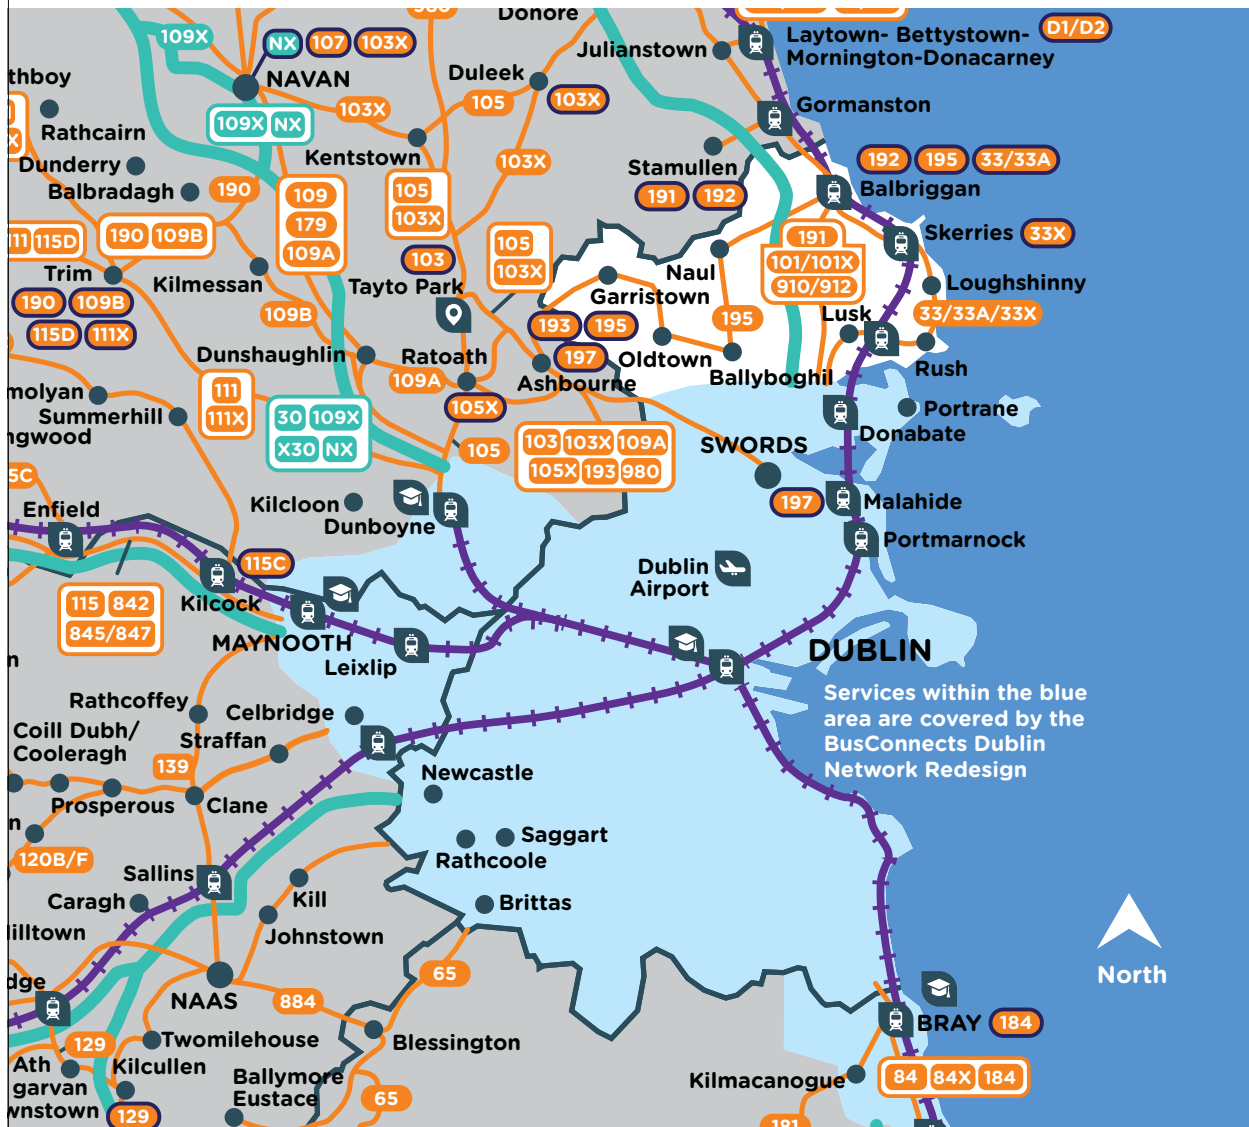 980
Donore
109X
NX
107
103X
D1/D2
Laytown- Bettystown-
Mornington-Donacarney
Julianstown
thboy
NAVAN
Duleek
103X
105
103X
Gormanston
Rathcairn
109X
NX
Kentstown
103X
Stamullen
192
195
33/33A
Balbriggan
Dunderry
Balbradagh
190
109
179
109A
105
103X
191
192
111
115D
190
109B
105
103X
103
Skerries
33X
191
101/101X
910/912
Naul
Trim
Kilmessan
Tayto Park
Garristown
Loughshinny
190
109B
109B
193
195
195
Lusk
33/33A/33X
115D
111X
Dunshaughlin
Ratoath
197
Oldtown
Ballyboghil
Rush
109A
Ashbourne
molyan
111
111X
Summerhill
105X
Portrane
30
109X
ngwood
X30
NX
105
103
103X
109A
105X
193
980
SWORDS
Donabate
5C
Enfield
Kilcloon
Dunboyne
197
Malahide
Portmarnock
115C
Dublin
Airport
115
842
845/847
Kilcock
MAYNOOTH
Leixlip
DUBLIN
n
Services within the blue
area are covered by the
BusConnects Dublin
Network Redesign
Rathcoffey
Celbridge
Coill Dubh/
Cooleragh
Straffan
139
Newcastle
Prosperous
Clane
n
Saggart
120B/F
Rathcoole
Sallins
Kill
Caragh
Brittas
illtown
Johnstown
dge
NAAS
65
North
884
BRAY
184
129
Twomilehouse
Blessington
Ath
garvan
Kilcullen
Ballymore
Eustace
Kilmacanogue
84
84X
184
wnstown
129
65
181